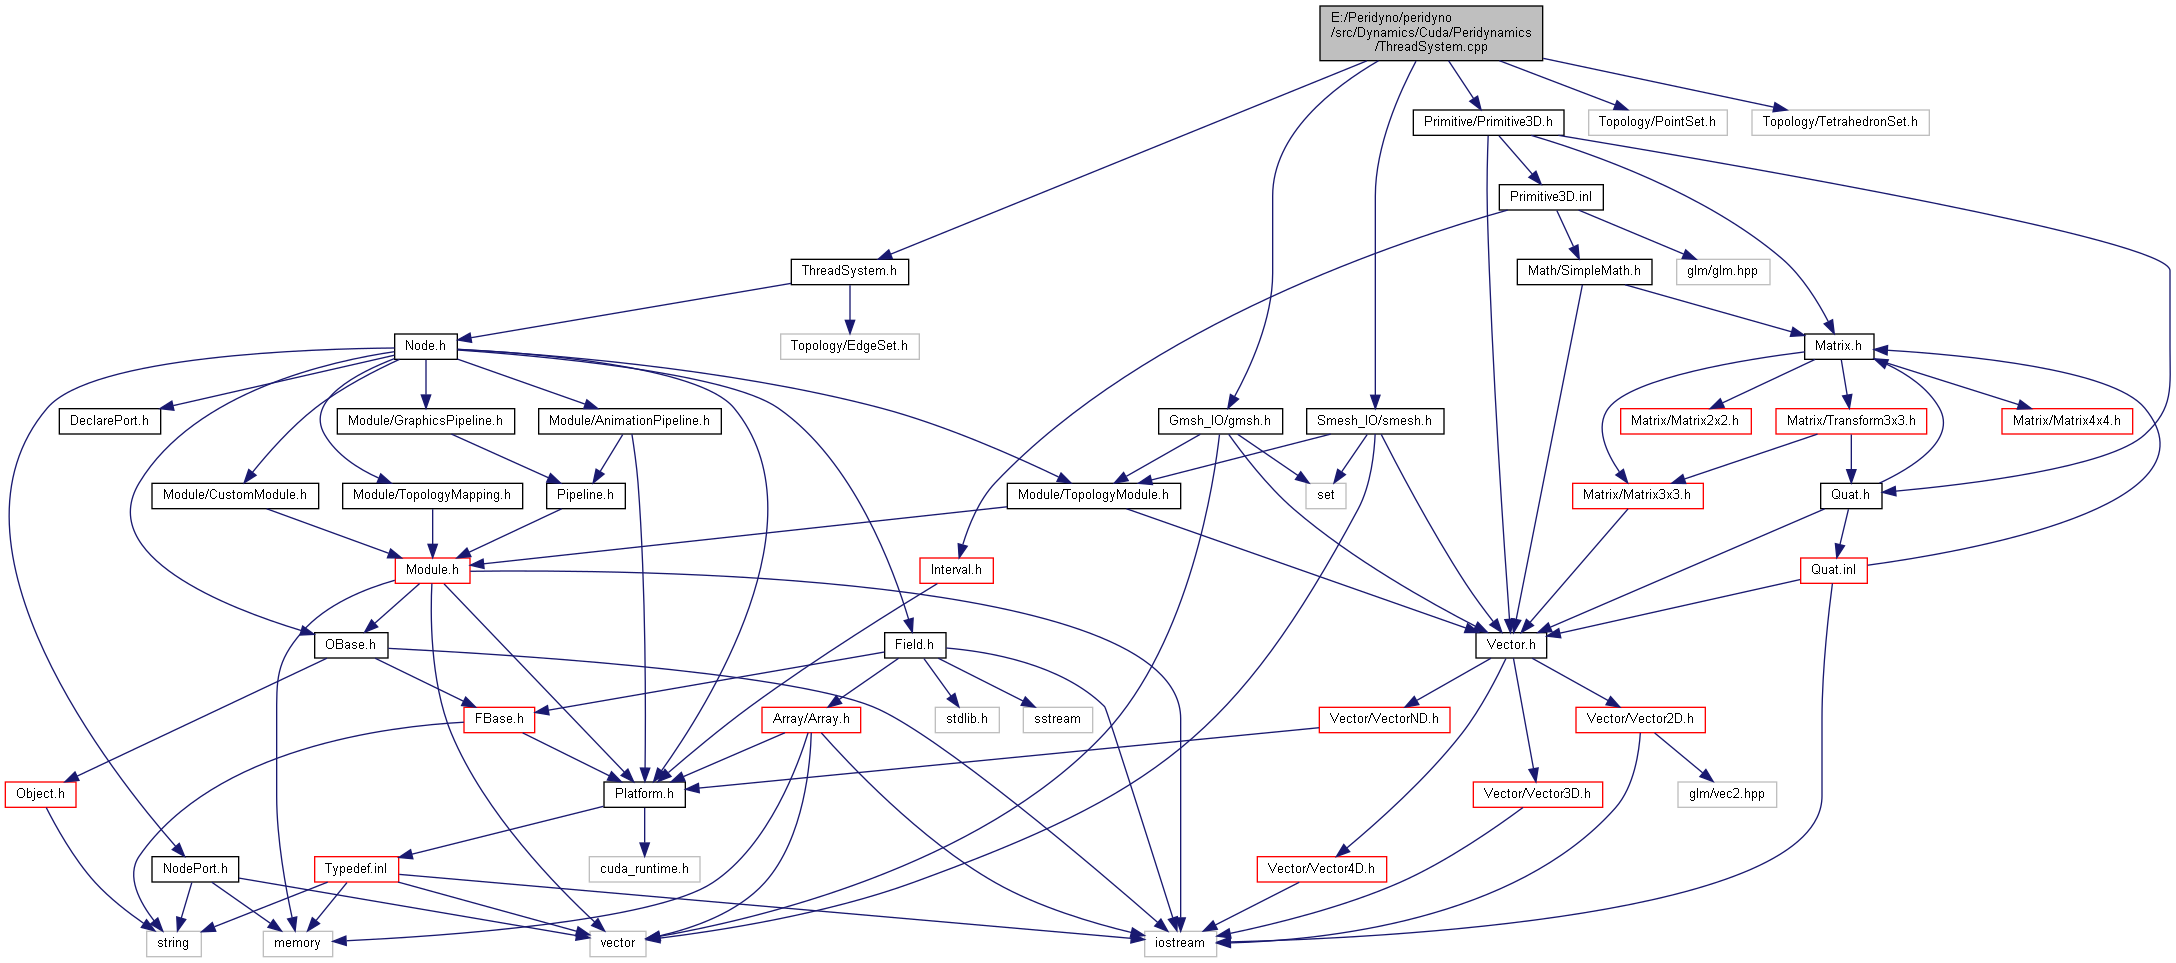 E:/Peridyno/peridyno
/src/Dynamics/Cuda/Peridynamics
/ThreadSystem.cpp
Primitive/Primitive3D.h
Topology/PointSet.h
Topology/TetrahedronSet.h
Primitive3D.inl
ThreadSystem.h
Math/SimpleMath.h
glm/glm.hpp
Node.h
Topology/EdgeSet.h
Matrix.h
DeclarePort.h
Module/GraphicsPipeline.h
Module/AnimationPipeline.h
Gmsh_IO/gmsh.h
Smesh_IO/smesh.h
Matrix/Matrix2x2.h
Matrix/Transform3x3.h
Matrix/Matrix4x4.h
Module/CustomModule.h
Module/TopologyMapping.h
Pipeline.h
Module/TopologyModule.h
set
Matrix/Matrix3x3.h
Quat.h
Module.h
Interval.h
Quat.inl
OBase.h
Field.h
Vector.h
FBase.h
Array/Array.h
stdlib.h
sstream
Vector/VectorND.h
Vector/Vector2D.h
Object.h
Platform.h
Vector/Vector3D.h
glm/vec2.hpp
NodePort.h
Typedef.inl
cuda_runtime.h
Vector/Vector4D.h
string
memory
vector
iostream